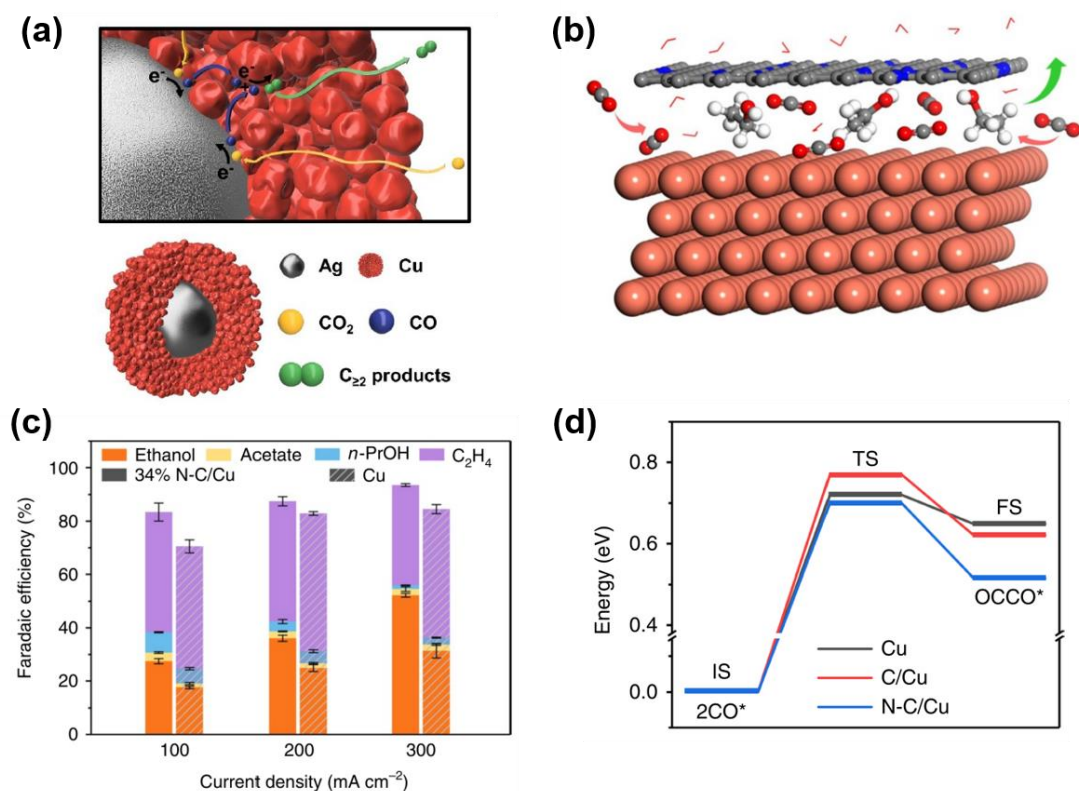 (a)
e⁻
e⁻
+
e⁻
Ag
Cu
CO₂
CO
C≥2 products
(b)
(c)
Ethanol
Acetate
n-PrOH
C₂H₄
34% N-C/Cu
Cu
Faradaic efficiency (%)
100
80
60
40
20
0
100
200
300
Current density (mA cm⁻²)
(d)
Energy (eV)
0.8
0.4
0.0
TS
FS
OCCO*
IS
2CO*
Cu
C/Cu
N-C/Cu